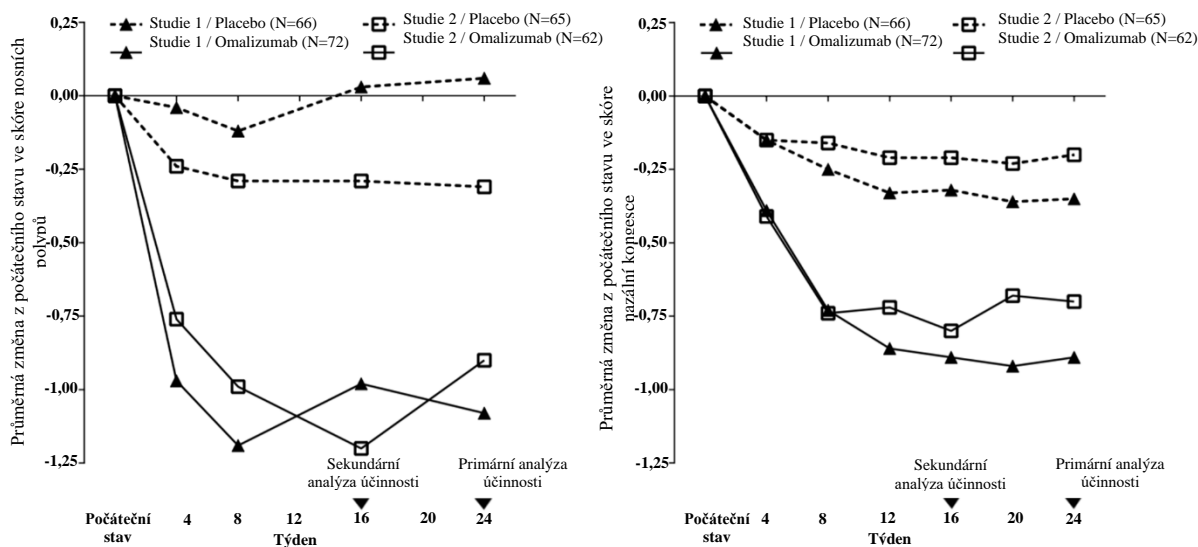 Studie 1 / Placebo (N=66)
Studie 1 / Omalizumab (N=72)
Studie 2 / Placebo (N=65)
Studie 2 / Omalizumab (N=62)
Průměrná změna z počátečního stavu ve skóre nosních
polypů
0,25
0,00
-0,25
-0,50
-0,75
-1,00
-1,25
Sekundární
analýza účinnosti
Primární analýza
účinnosti
Počáteční
stav
4
8
12
16
20
24
Týden
Studie 1 / Placebo (N=66)
Studie 1 / Omalizumab (N=72)
Studie 2 / Placebo (N=65)
Studie 2 / Omalizumab (N=62)
Průměrná změna z počátečního stavu ve skóre
nazální kongesce
0,25
0,00
-0,25
-0,50
-0,75
-1,00
-1,25
Sekundární
analýza účinnosti
Primární analýza
účinnosti
Počáteční
stav
4
8
12
16
20
24
Týden